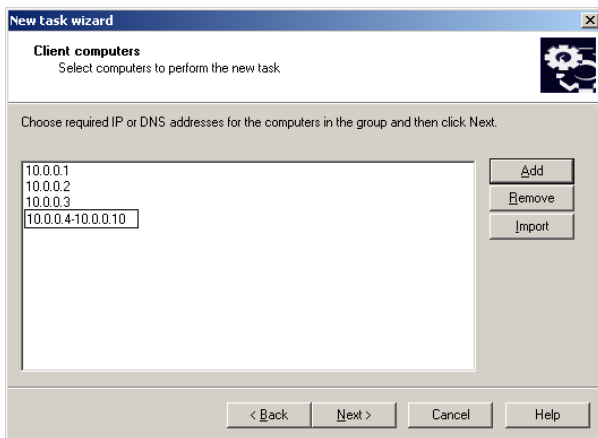 New task wizard
Client computers
Select computers to perform the new task
Choose required IP or DNS addresses for the computers in the group and then click Next.
10.0.0.1
10.0.0.2
10.0.0.3
10.0.0.4-10.0.0.10
Add
Remove
Import
< Back
Next >
Cancel
Help